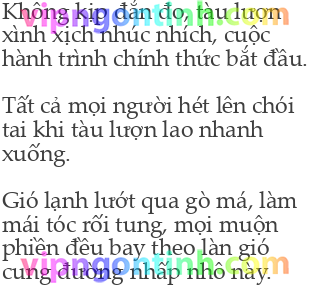 Không kịp đắn đo, tàu lượn
xình xịch nhúc nhích, cuộc
hành trình chính thức bắt đầu.
Tất cả mọi người hét lên chói
tai khi tàu lượn lao nhanh
xuống.
Gió lạnh lướt qua gò má, làm
mái tóc rối tung, mọi muộn
phiền đều bay theo làn gió
cung đường nhấp nhô này.
vipngontinh.com
vipngontinh.com